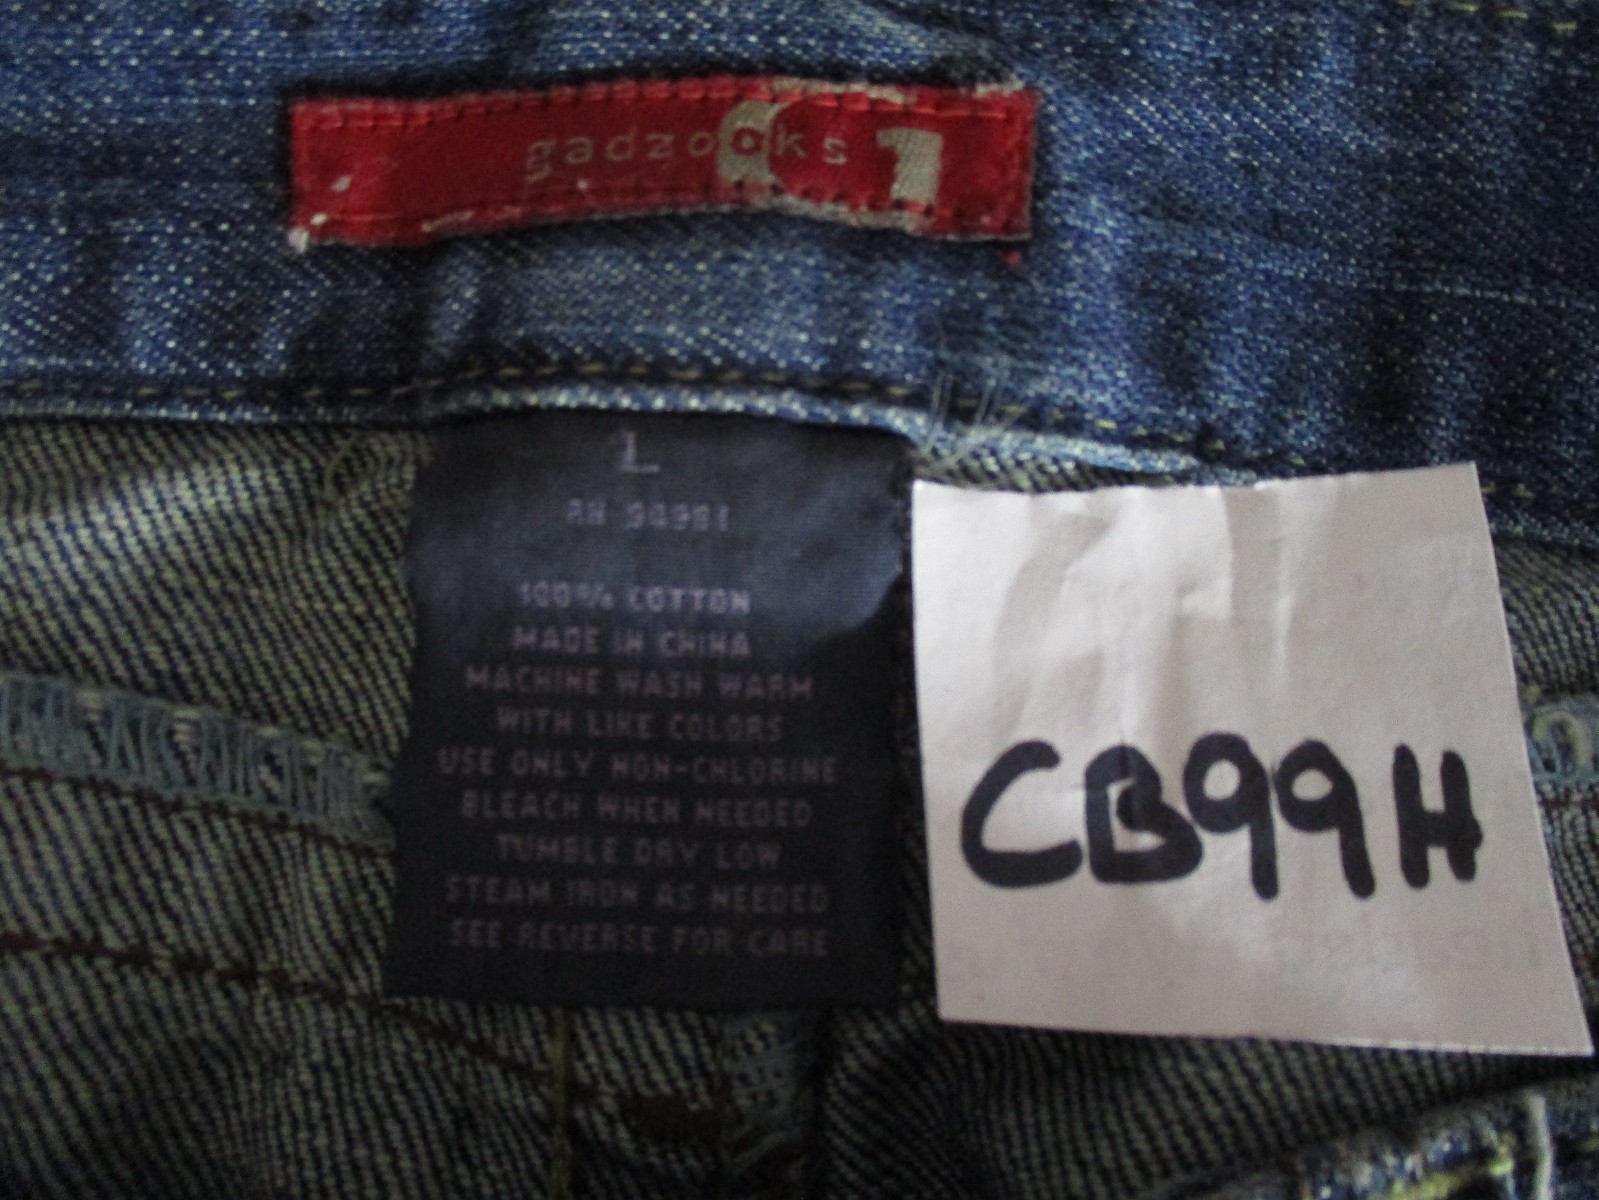 gadzooks
L
RN 94981
100% COTTON
MADE IN CHINA
MACHINE WASH WARM
WITH LIKE COLORS
USE ONLY NON-CHLORINE
BLEACH WHEN NEEDED
TUMBLE DRY LOW
STEAM IRON AS NEEDED
SEE REVERSE FOR CARE
CB99H